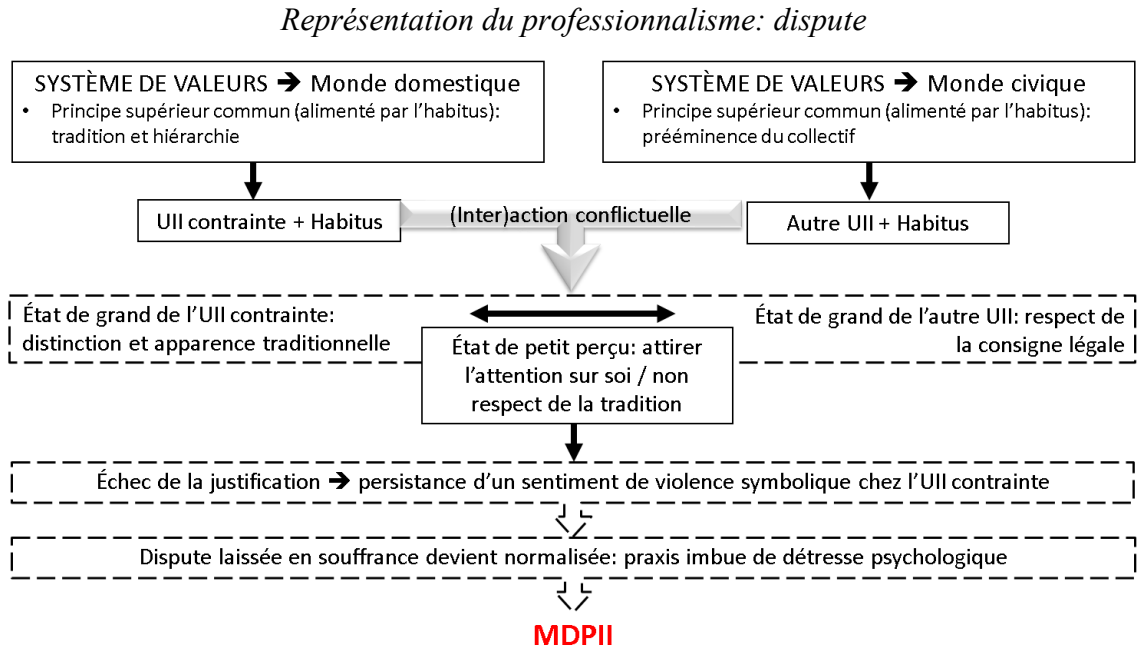 Représentation du professionnalisme: dispute
SYSTÈME DE VALEURS ➔ Monde domestique
• Principe supérieur commun (alimenté par l'habitus):
tradition et hiérarchie
SYSTÈME DE VALEURS ➔ Monde civique
• Principe supérieur commun (alimenté par l'habitus):
prééminence du collectif
UII contrainte + Habitus
(Inter)action conflictuelle
Autre UII + Habitus
État de grand de l'UII contrainte:
distinction et apparence traditionnelle
État de grand de l'autre UII: respect de
la consigne légale
État de petit perçu: attirer
l'attention sur soi / non
respect de la tradition
Échec de la justification ➔ persistance d'un sentiment de violence symbolique chez l'UII contrainte
Dispute laissée en souffrance devient normalisée: praxis imbue de détresse psychologique
MDPII